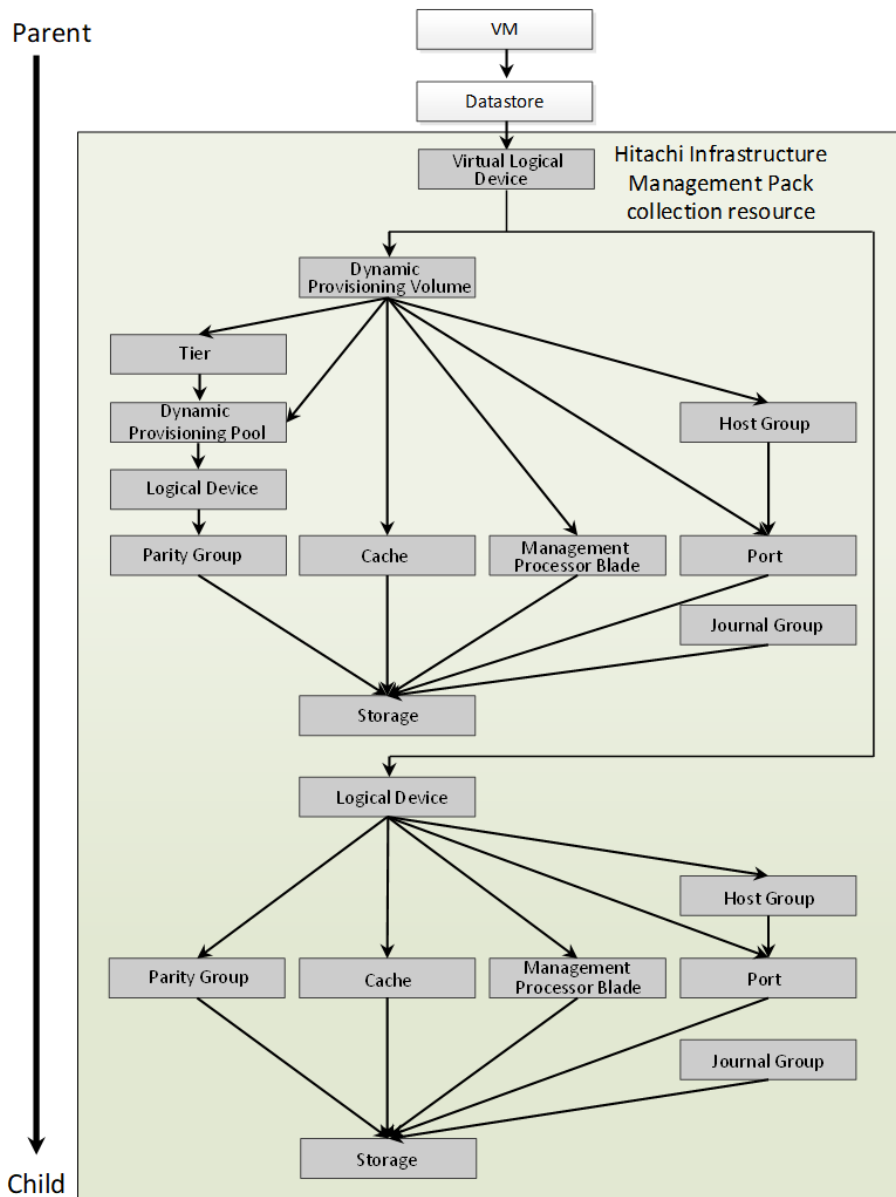 Parent
VM
Datastore
Virtual Logical
Device
Hitachi Infrastructure
Management Pack
collection resource
Dynamic
Provisioning Volume
Tier
Dynamic
Provisioning Pool
Host Group
Logical Device
Parity Group
Cache
Management
Processor Blade
Port
Journal Group
Storage
Logical Device
Host Group
Parity Group
Cache
Management
Processor Blade
Port
Journal Group
Storage
Child